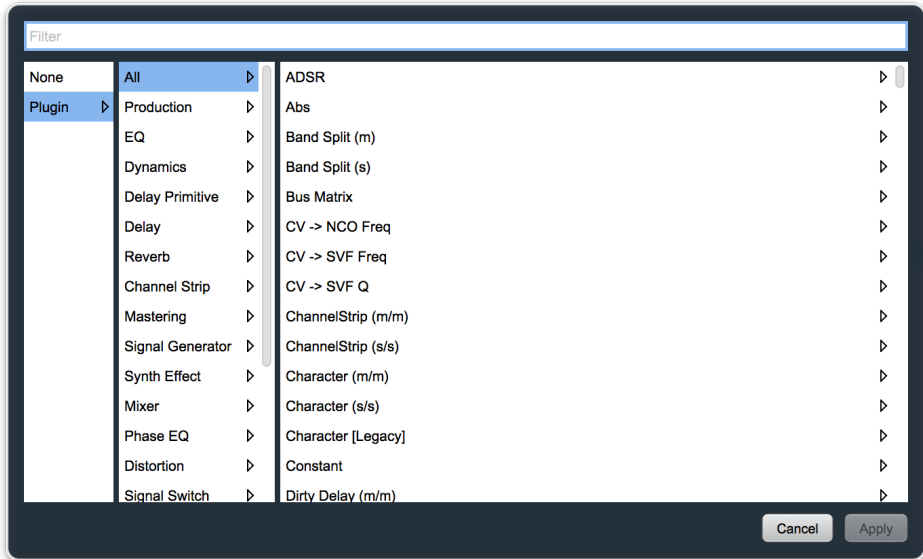 Filter
None
Plugin
All
Production
EQ
Dynamics
Delay Primitive
Delay
Reverb
Channel Strip
Mastering
Signal Generator
Synth Effect
Mixer
Phase EQ
Distortion
Signal Switch
ADSR
Abs
Band Split (m)
Band Split (s)
Bus Matrix
CV -> NCO Freq
CV -> SVF Freq
CV -> SVF Q
ChannelStrip (m/m)
ChannelStrip (s/s)
Character (m/m)
Character (s/s)
Character [Legacy]
Constant
Dirty Delay (m/m)
Cancel
Apply